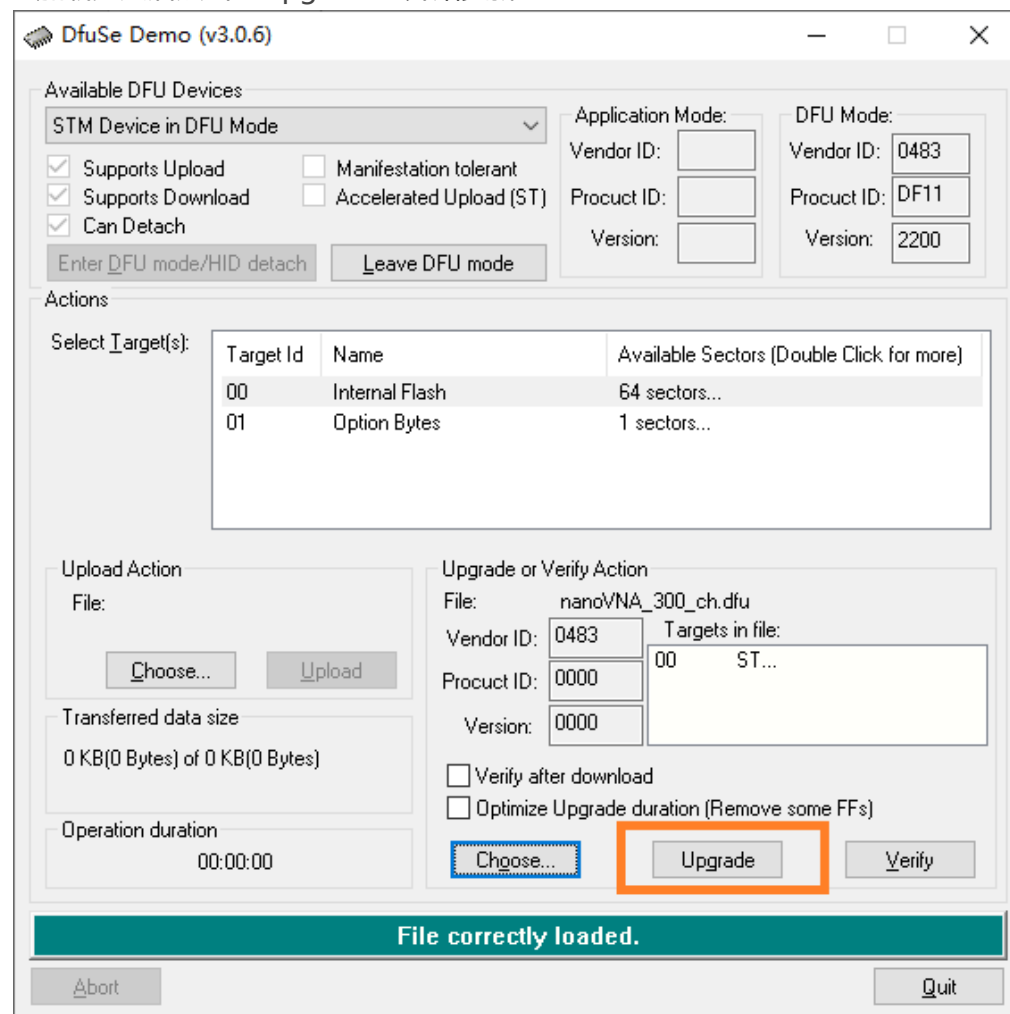 DfuSe Demo (v3.0.6)
Available DFU Devices
STM Device in DFU Mode
Supports Upload
Manifestation tolerant
Supports Download
Accelerated Upload (ST)
Can Detach
Enter DFU mode/HID detach
Leave DFU mode
Application Mode:
Vendor ID:
Procuct ID:
Version:
DFU Mode:
Vendor ID: 0483
Procuct ID: DF11
Version: 2200
Actions
Select Target(s):
Target Id Name Available Sectors (Double Click for more)
00 Internal Flash 64 sectors...
01 Option Bytes 1 sectors...
Upload Action
File:
Choose... Upload
Transferred data size
0 KB(0 Bytes) of 0 KB(0 Bytes)
Operation duration
00:00:00
Upgrade or Verify Action
File: nanoVNA_300_ch.dfu
Vendor ID: 0483
Procuct ID: 0000
Version: 0000
Targets in file:
00 ST...
Verify after download
Optimize Upgrade duration (Remove some FFs)
Choose... Upgrade Verify
File correctly loaded.
Abort Quit